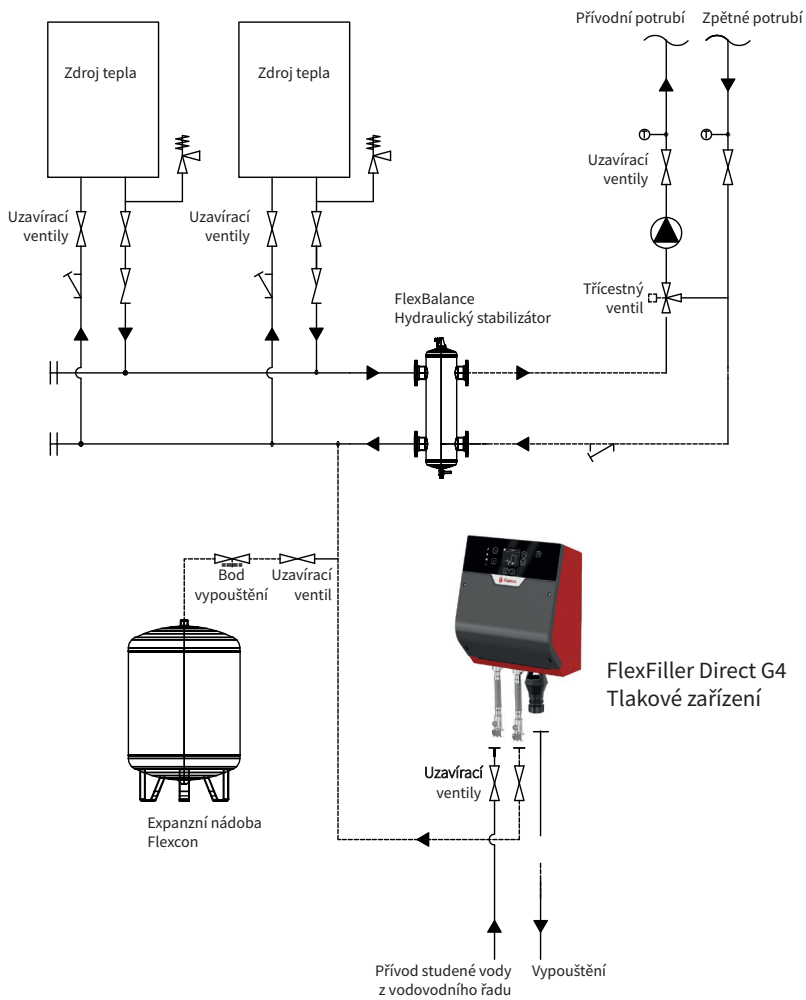 Přívodní potrubí
Zpětné potrubí
Zdroj tepla
Zdroj tepla
T
T
Uzavírací
ventily
Uzavírací
ventily
Uzavírací
ventily
Třícestný
ventil
FlexBalance
Hydraulický stabilizátor
Bod
vypouštění
Uzavírací
ventil
Flamco
FlexFiller Direct G4
Tlakové zařízení
Uzavírací
ventily
Expanzní nádoba
Flexcon
Přívod studené vody
z vodovodního řadu
Vypouštění